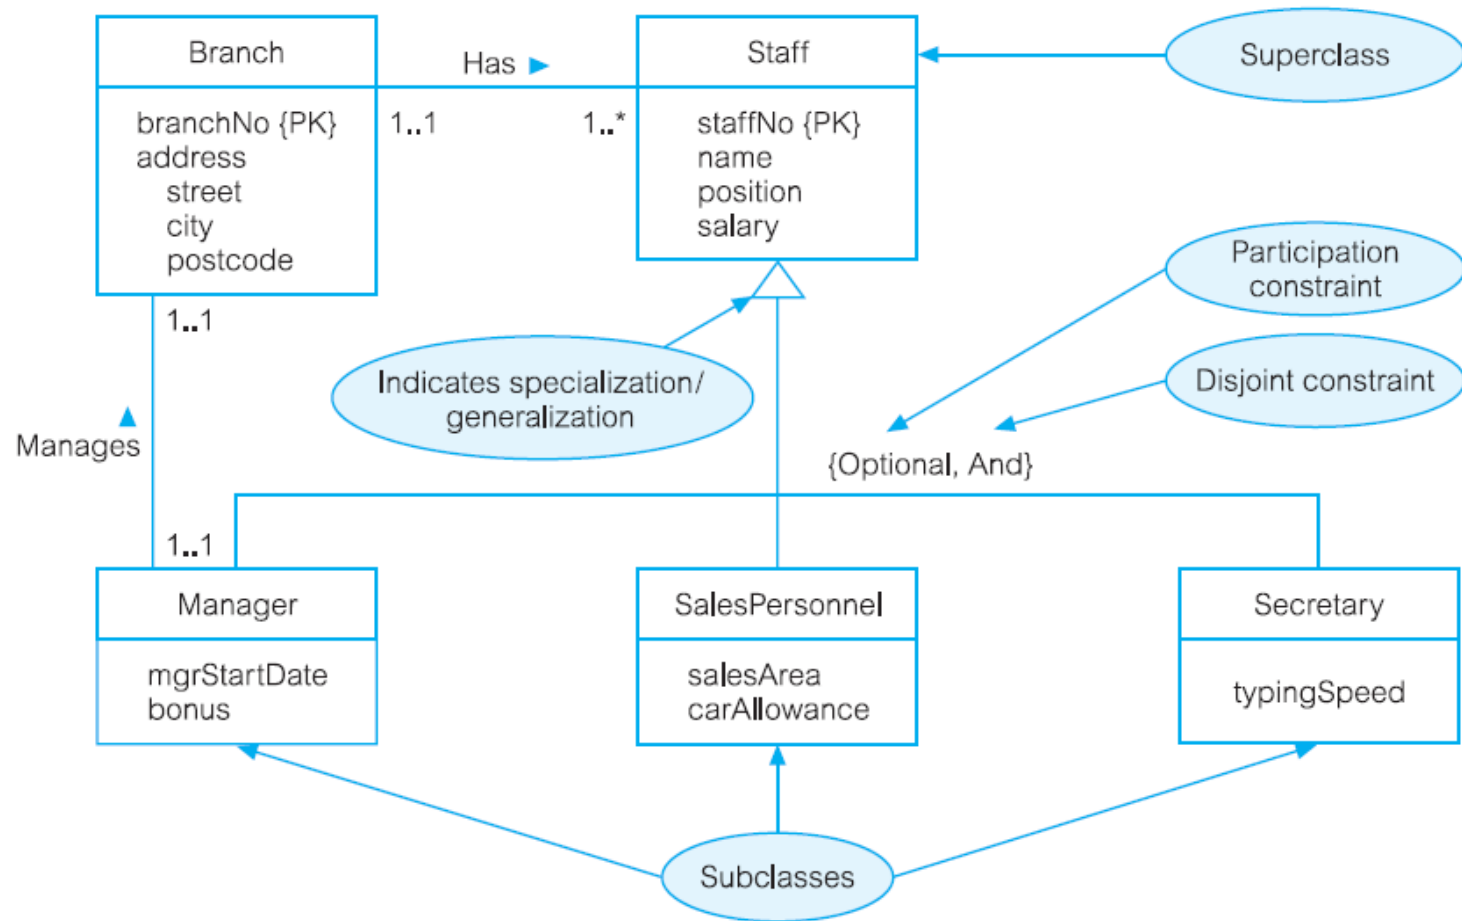 Branch
Has ►
Staff
Superclass
branchNo {PK}
address
street
city
postcode
1..1
1..*
staffNo {PK}
name
position
salary
Participation
constraint
1..1
Indicates specialization/
generalization
Disjoint constraint
▲
Manages
{Optional, And}
1..1
Manager
mgrStartDate
bonus
SalesPersonnel
salesArea
carAllowance
Secretary
typingSpeed
Subclasses